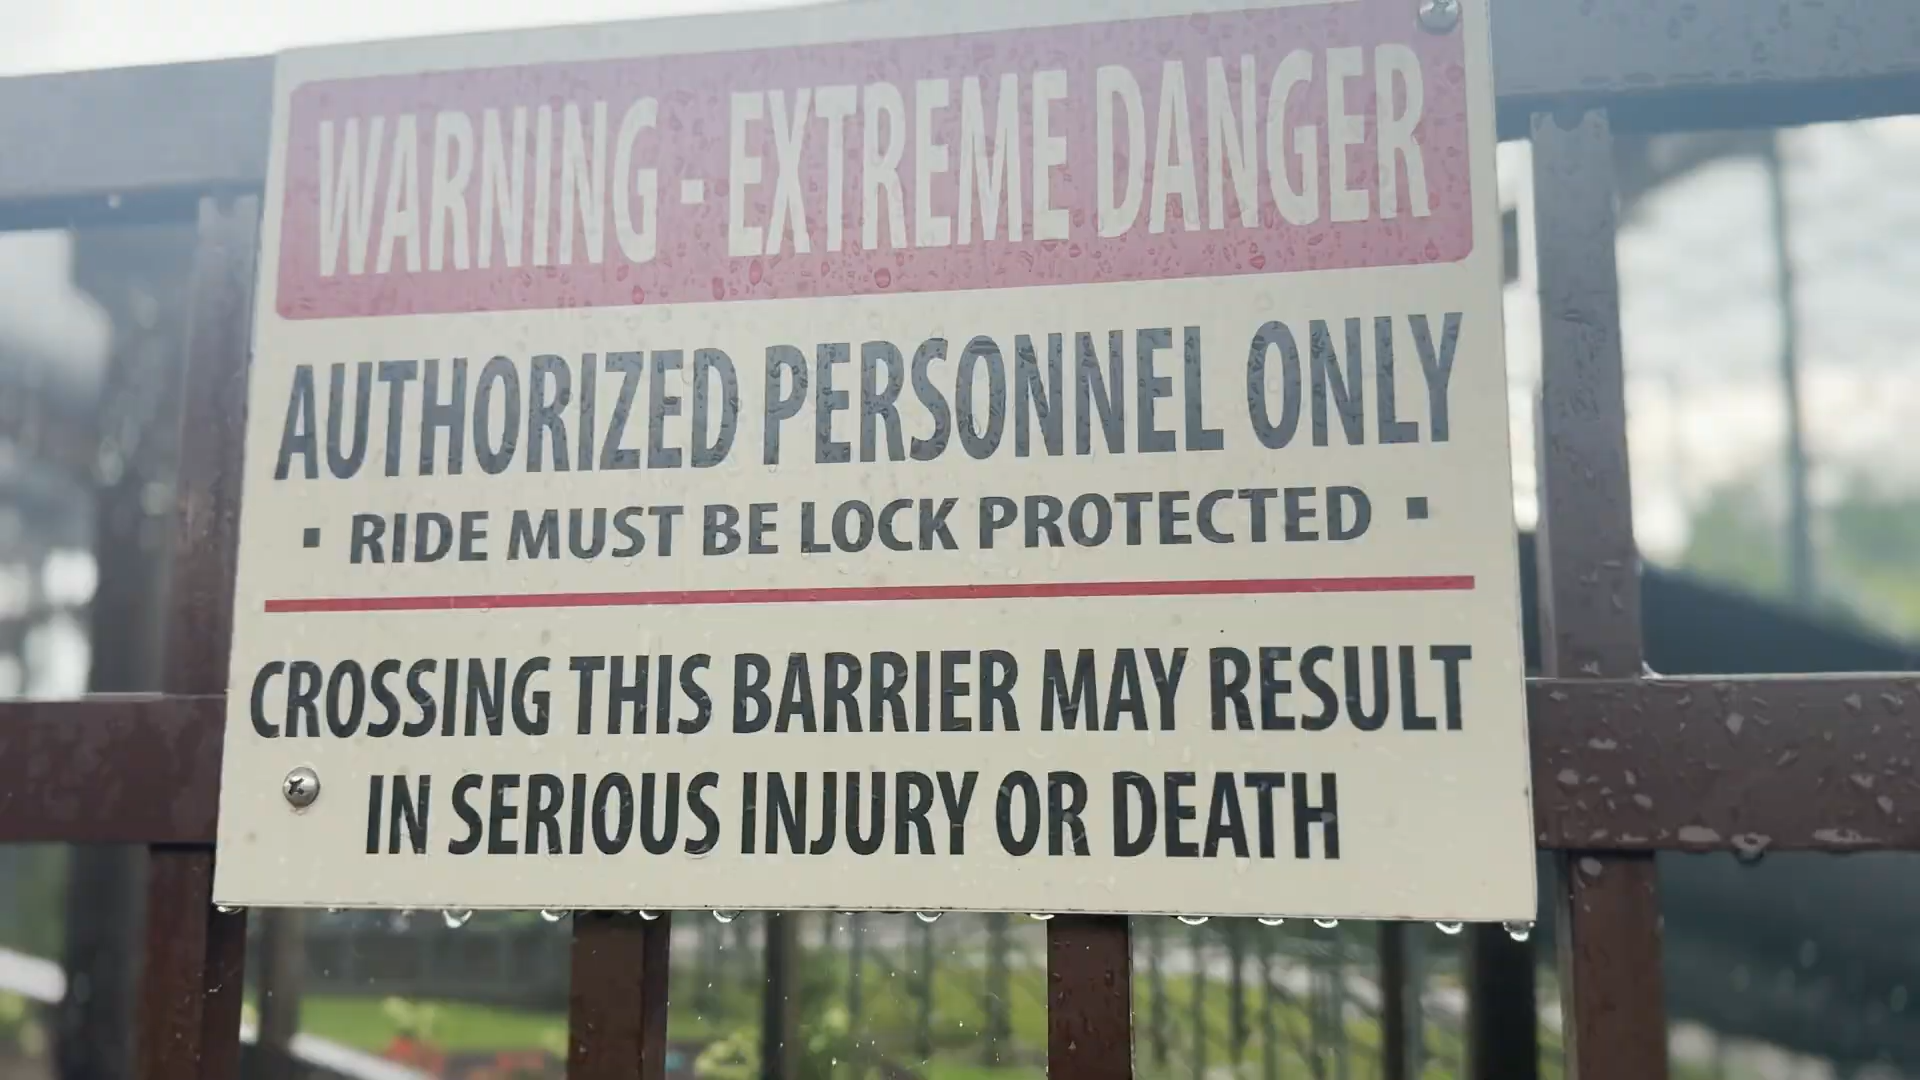 WARNING - EXTREME DANGER
AUTHORIZED PERSONNEL ONLY
▪ RIDE MUST BE LOCK PROTECTED ▪
CROSSING THIS BARRIER MAY RESULT
IN SERIOUS INJURY OR DEATH